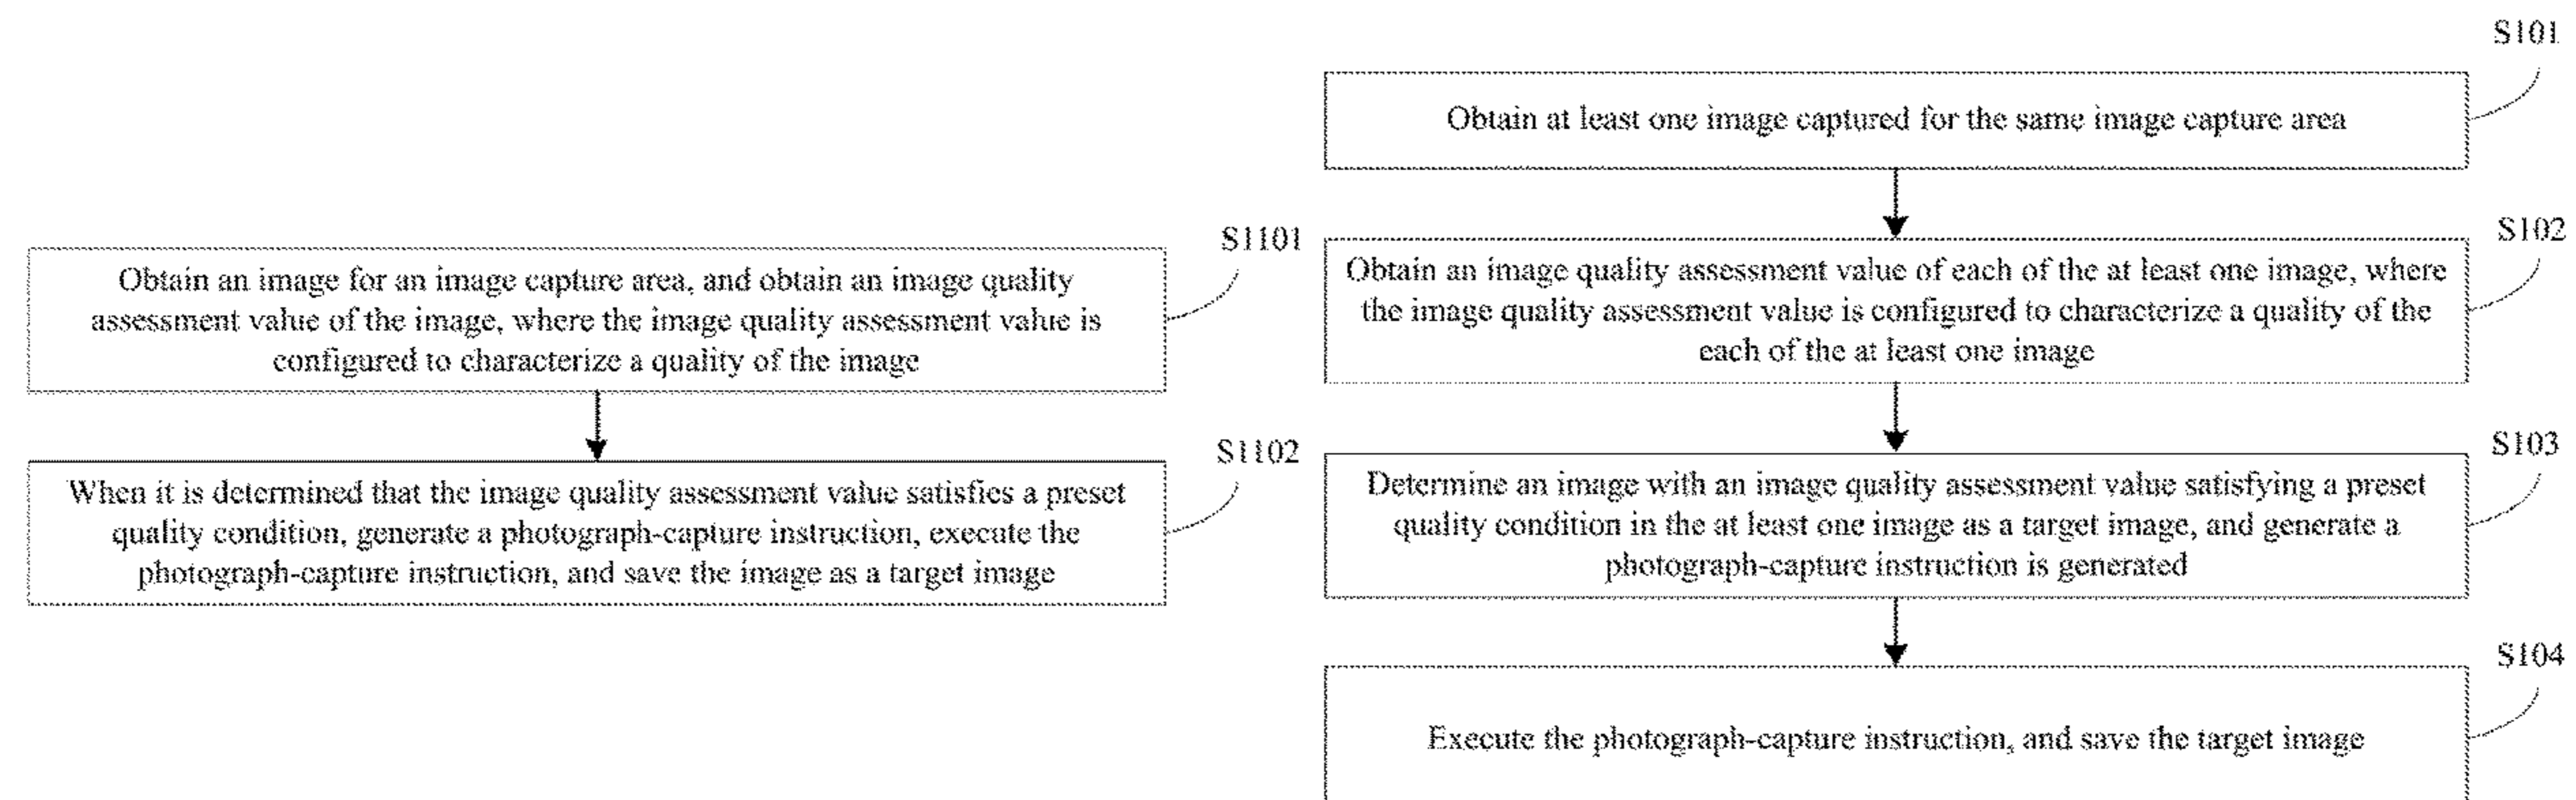 S1101
Obtain an image for an image capture area, and obtain an image quality
assessment value of the image, where the image quality assessment value is
configured to characterize a quality of the image
S1102
When it is determined that the image quality assessment value satisfies a preset
quality condition, generate a photograph-capture instruction, execute the
photograph-capture instruction, and save the image as a target image
S101
Obtain at least one image captured for the same image capture area
S102
Obtain an image quality assessment value of each of the at least one image, where
the image quality assessment value is configured to characterize a quality of the
each of the at least one image
S103
Determine an image with an image quality assessment value satisfying a preset
quality condition in the at least one image as a target image, and generate a
photograph-capture instruction is generated
S104
Execute the photograph-capture instruction, and save the target image